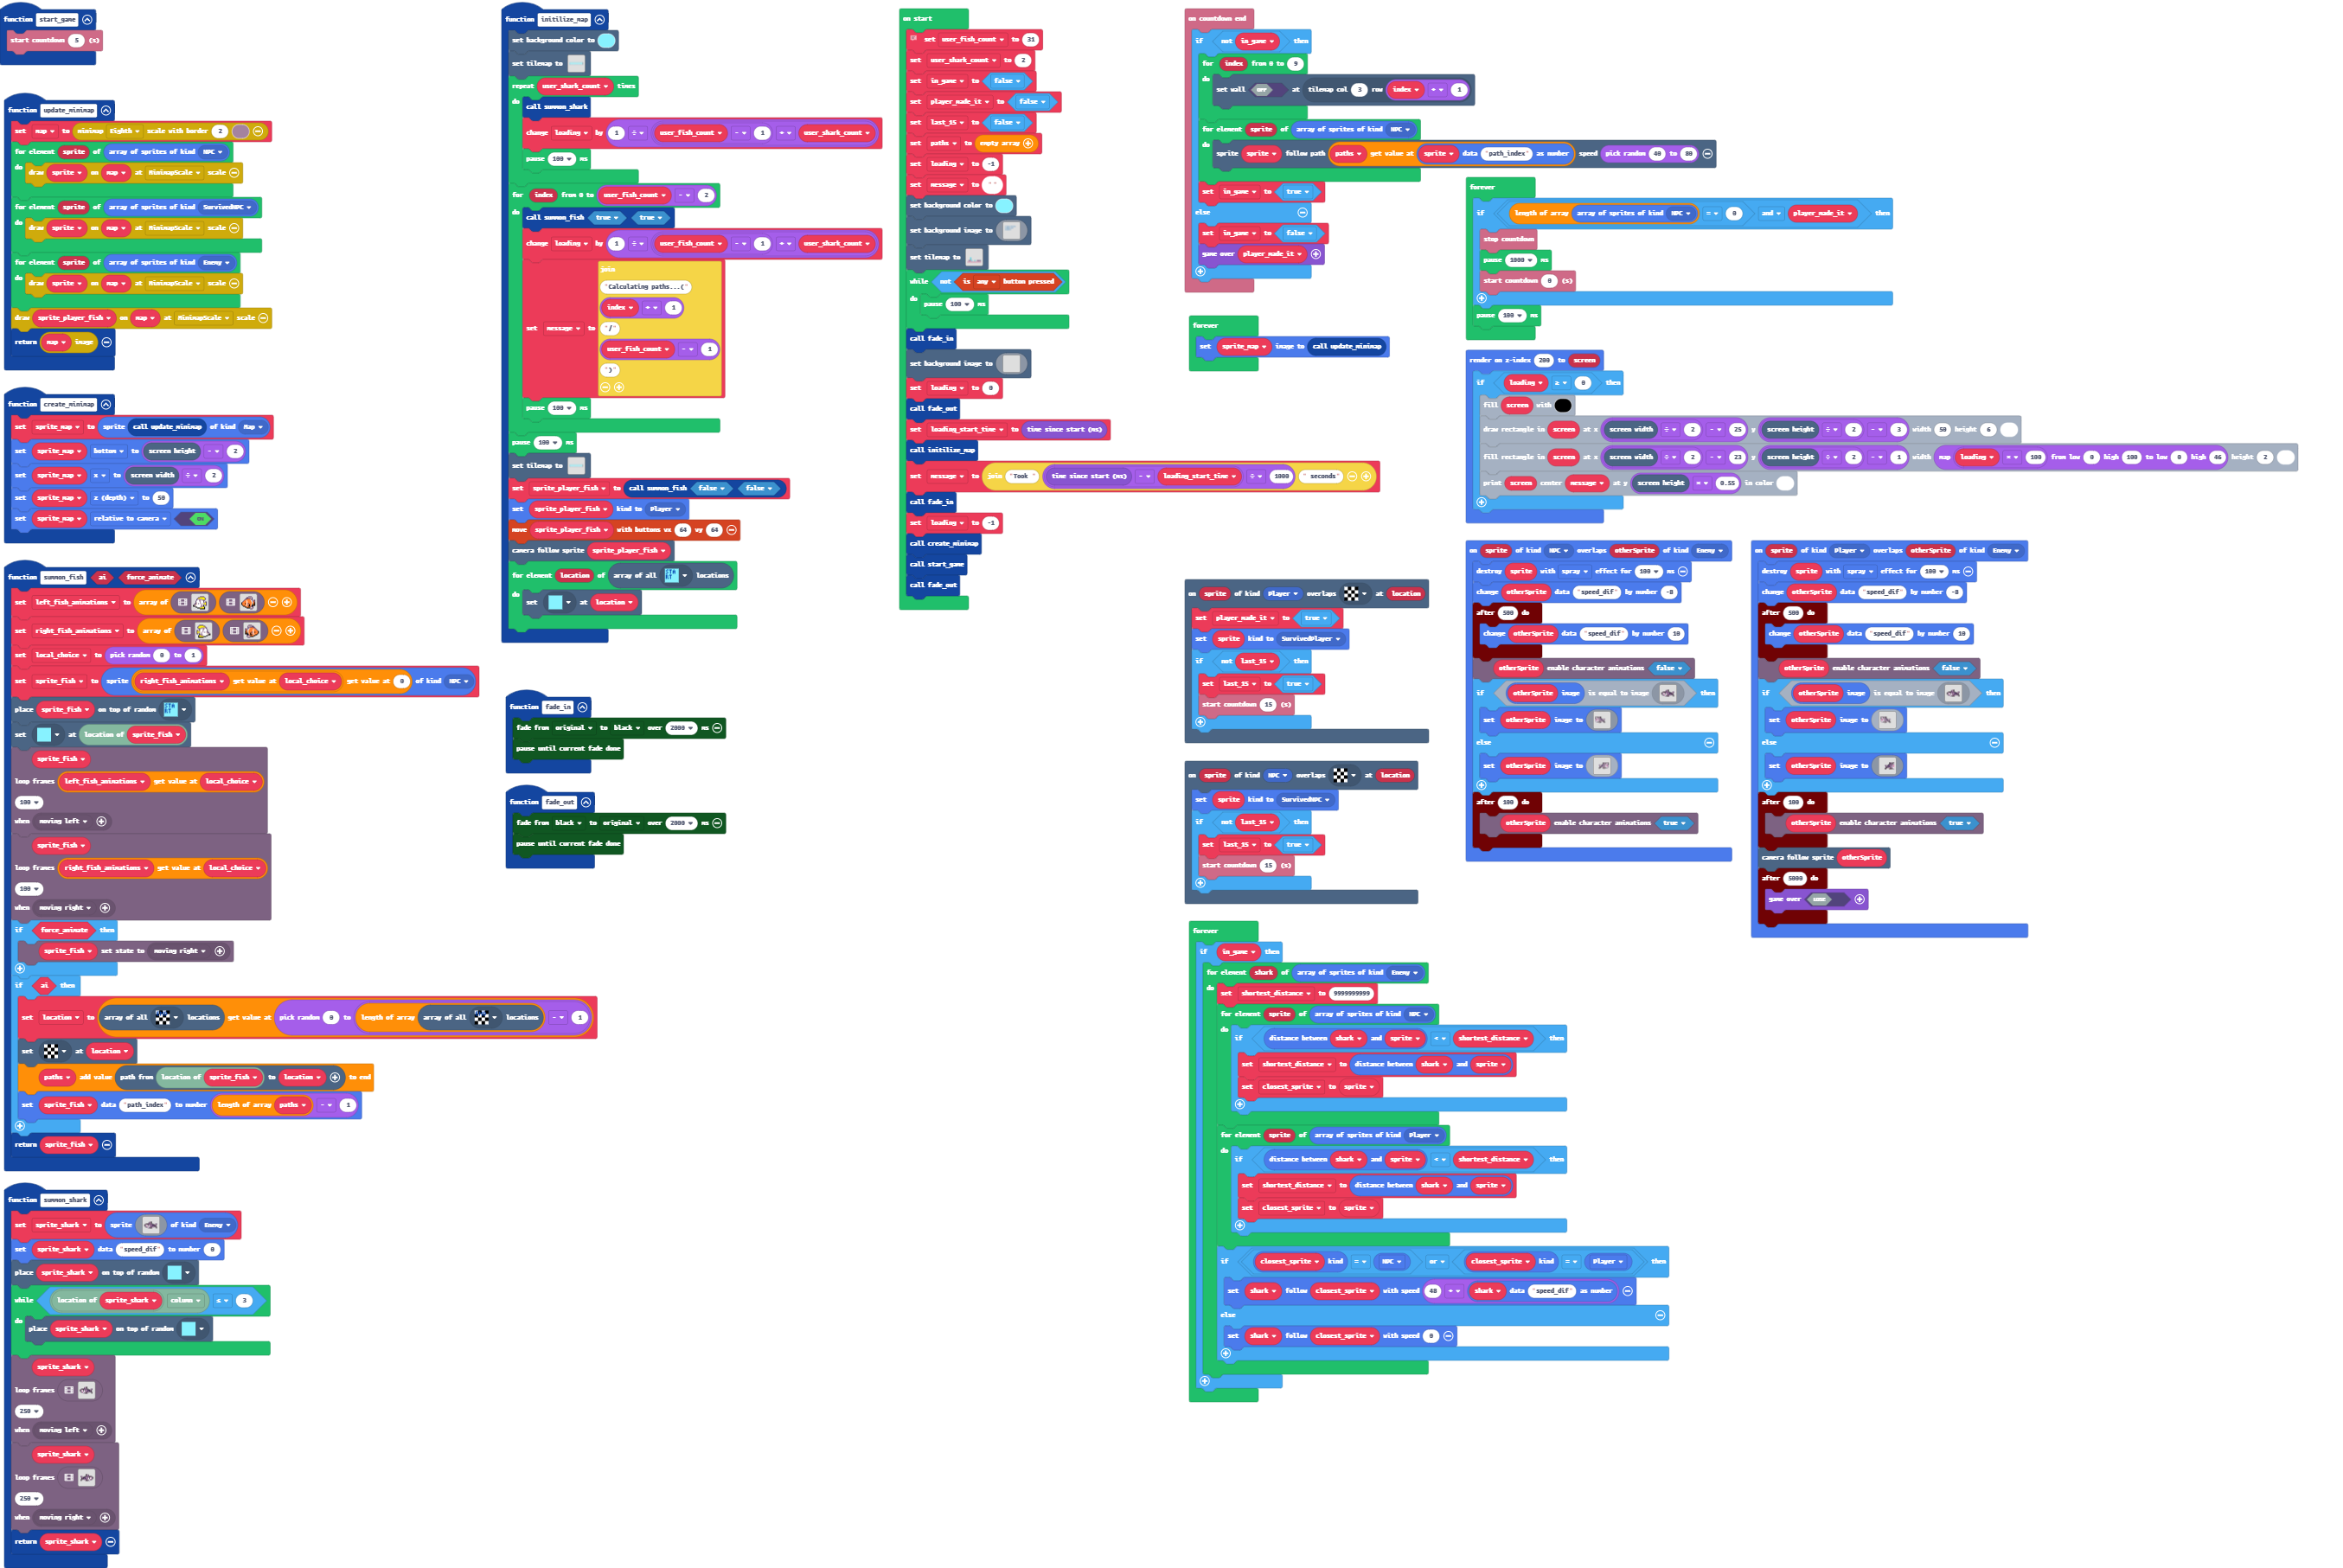 function start_game
start countdown 5 (s)
function update_minimap
set map to minimap Eighth scale with border 2
for element sprite of array of sprites of kind NPC
do draw sprite on map at MinimapScale scale
for element sprite of array of sprites of kind SurvivedNPC
do draw sprite on map at MinimapScale scale
for element sprite of array of sprites of kind Enemy
do draw sprite on map at MinimapScale scale
draw sprite_player_fish on map at MinimapScale scale
return map image
function create_minimap
set sprite_map to sprite call update_minimap of kind Map
set sprite_map bottom to screen height - 2
set sprite_map x to screen width ÷ 2
set sprite_map z (depth) to 50
set sprite_map relative to camera ON
function summon_fish ai force_animate
set left_fish_animations to array of
set right_fish_animations to array of
set local_choice to pick random 0 to 1
set sprite_fish to sprite right_fish_animations get value at local_choice get value at 0 of kind NPC
place sprite_fish on top of random
set at location of sprite_fish
sprite_fish
loop frames left_fish_animations get value at local_choice
100
when moving left
sprite_fish
loop frames right_fish_animations get value at local_choice
100
when moving right
if force_animate then
sprite_fish set state to moving right
if ai then
set location to array of all locations get value at pick random 0 to length of array array of all locations - 1
set at location
paths add value path from location of sprite_fish to location to end
set sprite_fish data "path_index" to number length of array paths - 1
return sprite_fish
function summon_shark
set sprite_shark to sprite of kind Enemy
set sprite_shark data "speed_dif" to number 0
place sprite_shark on top of random
while location of sprite_shark column ≤ 3
do place sprite_shark on top of random
sprite_shark
loop frames
250
when moving left
sprite_shark
loop frames
250
when moving right
return sprite_shark
function initilize_map
set background color to
set tilemap to
repeat user_shark_count times
do call summon_shark
change loading by 1 ÷ user_fish_count - 1 + user_shark_count
pause 100 ms
for index from 0 to user_fish_count - 2
do call summon_fish true true
change loading by 1 ÷ user_fish_count - 1 + user_shark_count
set message to join
"Calculating paths...("
index + 1
"/"
user_fish_count - 1
")"
pause 100 ms
pause 100 ms
set tilemap to
set sprite_player_fish to call summon_fish false false
set sprite_player_fish kind to Player
move sprite_player_fish with buttons vx 64 vy 64
camera follow sprite sprite_player_fish
for element location of array of all locations
do set at location
function fade_in
fade from original to black over 2000 ms
pause until current fade done
function fade_out
fade from black to original over 2000 ms
pause until current fade done
on start
set user_fish_count to 31
set user_shark_count to 2
set in_game to false
set player_made_it to false
set last_15 to false
set paths to empty array
set loading to -1
set message to " "
set background color to
set background image to
set tilemap to
while not is any button pressed
do pause 100 ms
call fade_in
set background image to
set loading to 0
call fade_out
set loading_start_time to time since start (ms)
call initilize_map
set message to join "Took " time since start (ms) - loading_start_time ÷ 1000 " seconds"
call fade_in
set loading to -1
call create_minimap
call start_game
call fade_out
on countdown end
if not in_game then
for index from 0 to 9
do set wall OFF at tilemap col 3 row index + 1
for element sprite of array of sprites of kind NPC
do sprite sprite follow path paths get value at sprite data "path_index" as number speed pick random 40 to 80
set in_game to true
else
set in_game to false
game over player_made_it
forever
set sprite_map image to call update_minimap
forever
if length of array array of sprites of kind NPC = 0 and player_made_it then
stop countdown
pause 1000 ms
start countdown 0 (s)
pause 100 ms
render on z-index 200 to screen
if loading ≥ 0 then
fill screen with
draw rectangle in screen at x screen width ÷ 2 - 25 y screen height ÷ 2 - 3 width 50 height 6
fill rectangle in screen at x screen width ÷ 2 - 23 y screen height ÷ 2 - 1 width map loading × 100 from low 0 high 100 to low 0 high 46 height 2
print screen center message at y screen height × 0.55 in color
on sprite of kind NPC overlaps otherSprite of kind Enemy
destroy sprite with spray effect for 100 ms
change otherSprite data "speed_dif" by number -8
after 500 do
change otherSprite data "speed_dif" by number 10
otherSprite enable character animations false
if otherSprite image is equal to image then
set otherSprite image to
else
set otherSprite image to
after 100 do
otherSprite enable character animations true
on sprite of kind Player overlaps otherSprite of kind Enemy
destroy sprite with spray effect for 100 ms
change otherSprite data "speed_dif" by number -8
after 500 do
change otherSprite data "speed_dif" by number 10
otherSprite enable character animations false
if otherSprite image is equal to image then
set otherSprite image to
else
set otherSprite image to
after 100 do
otherSprite enable character animations true
camera follow sprite otherSprite
after 5000 do
game over LOSE
on sprite of kind Player overlaps at location
set player_made_it to true
set sprite kind to SurvivedPlayer
if not last_15 then
set last_15 to true
start countdown 15 (s)
on sprite of kind NPC overlaps at location
set sprite kind to SurvivedNPC
if not last_15 then
set last_15 to true
start countdown 15 (s)
forever
if in_game then
for element shark of array of sprites of kind Enemy
do set shortest_distance to 9999999999
for element sprite of array of sprites of kind NPC
do if distance between shark and sprite < shortest_distance then
set shortest_distance to distance between shark and sprite
set closest_sprite to sprite
for element sprite of array of sprites of kind Player
do if distance between shark and sprite < shortest_distance then
set shortest_distance to distance between shark and sprite
set closest_sprite to sprite
if closest_sprite kind = NPC or closest_sprite kind = Player then
set shark follow closest_sprite with speed 48 + shark data "speed_dif" as number
else
set shark follow closest_sprite with speed 0